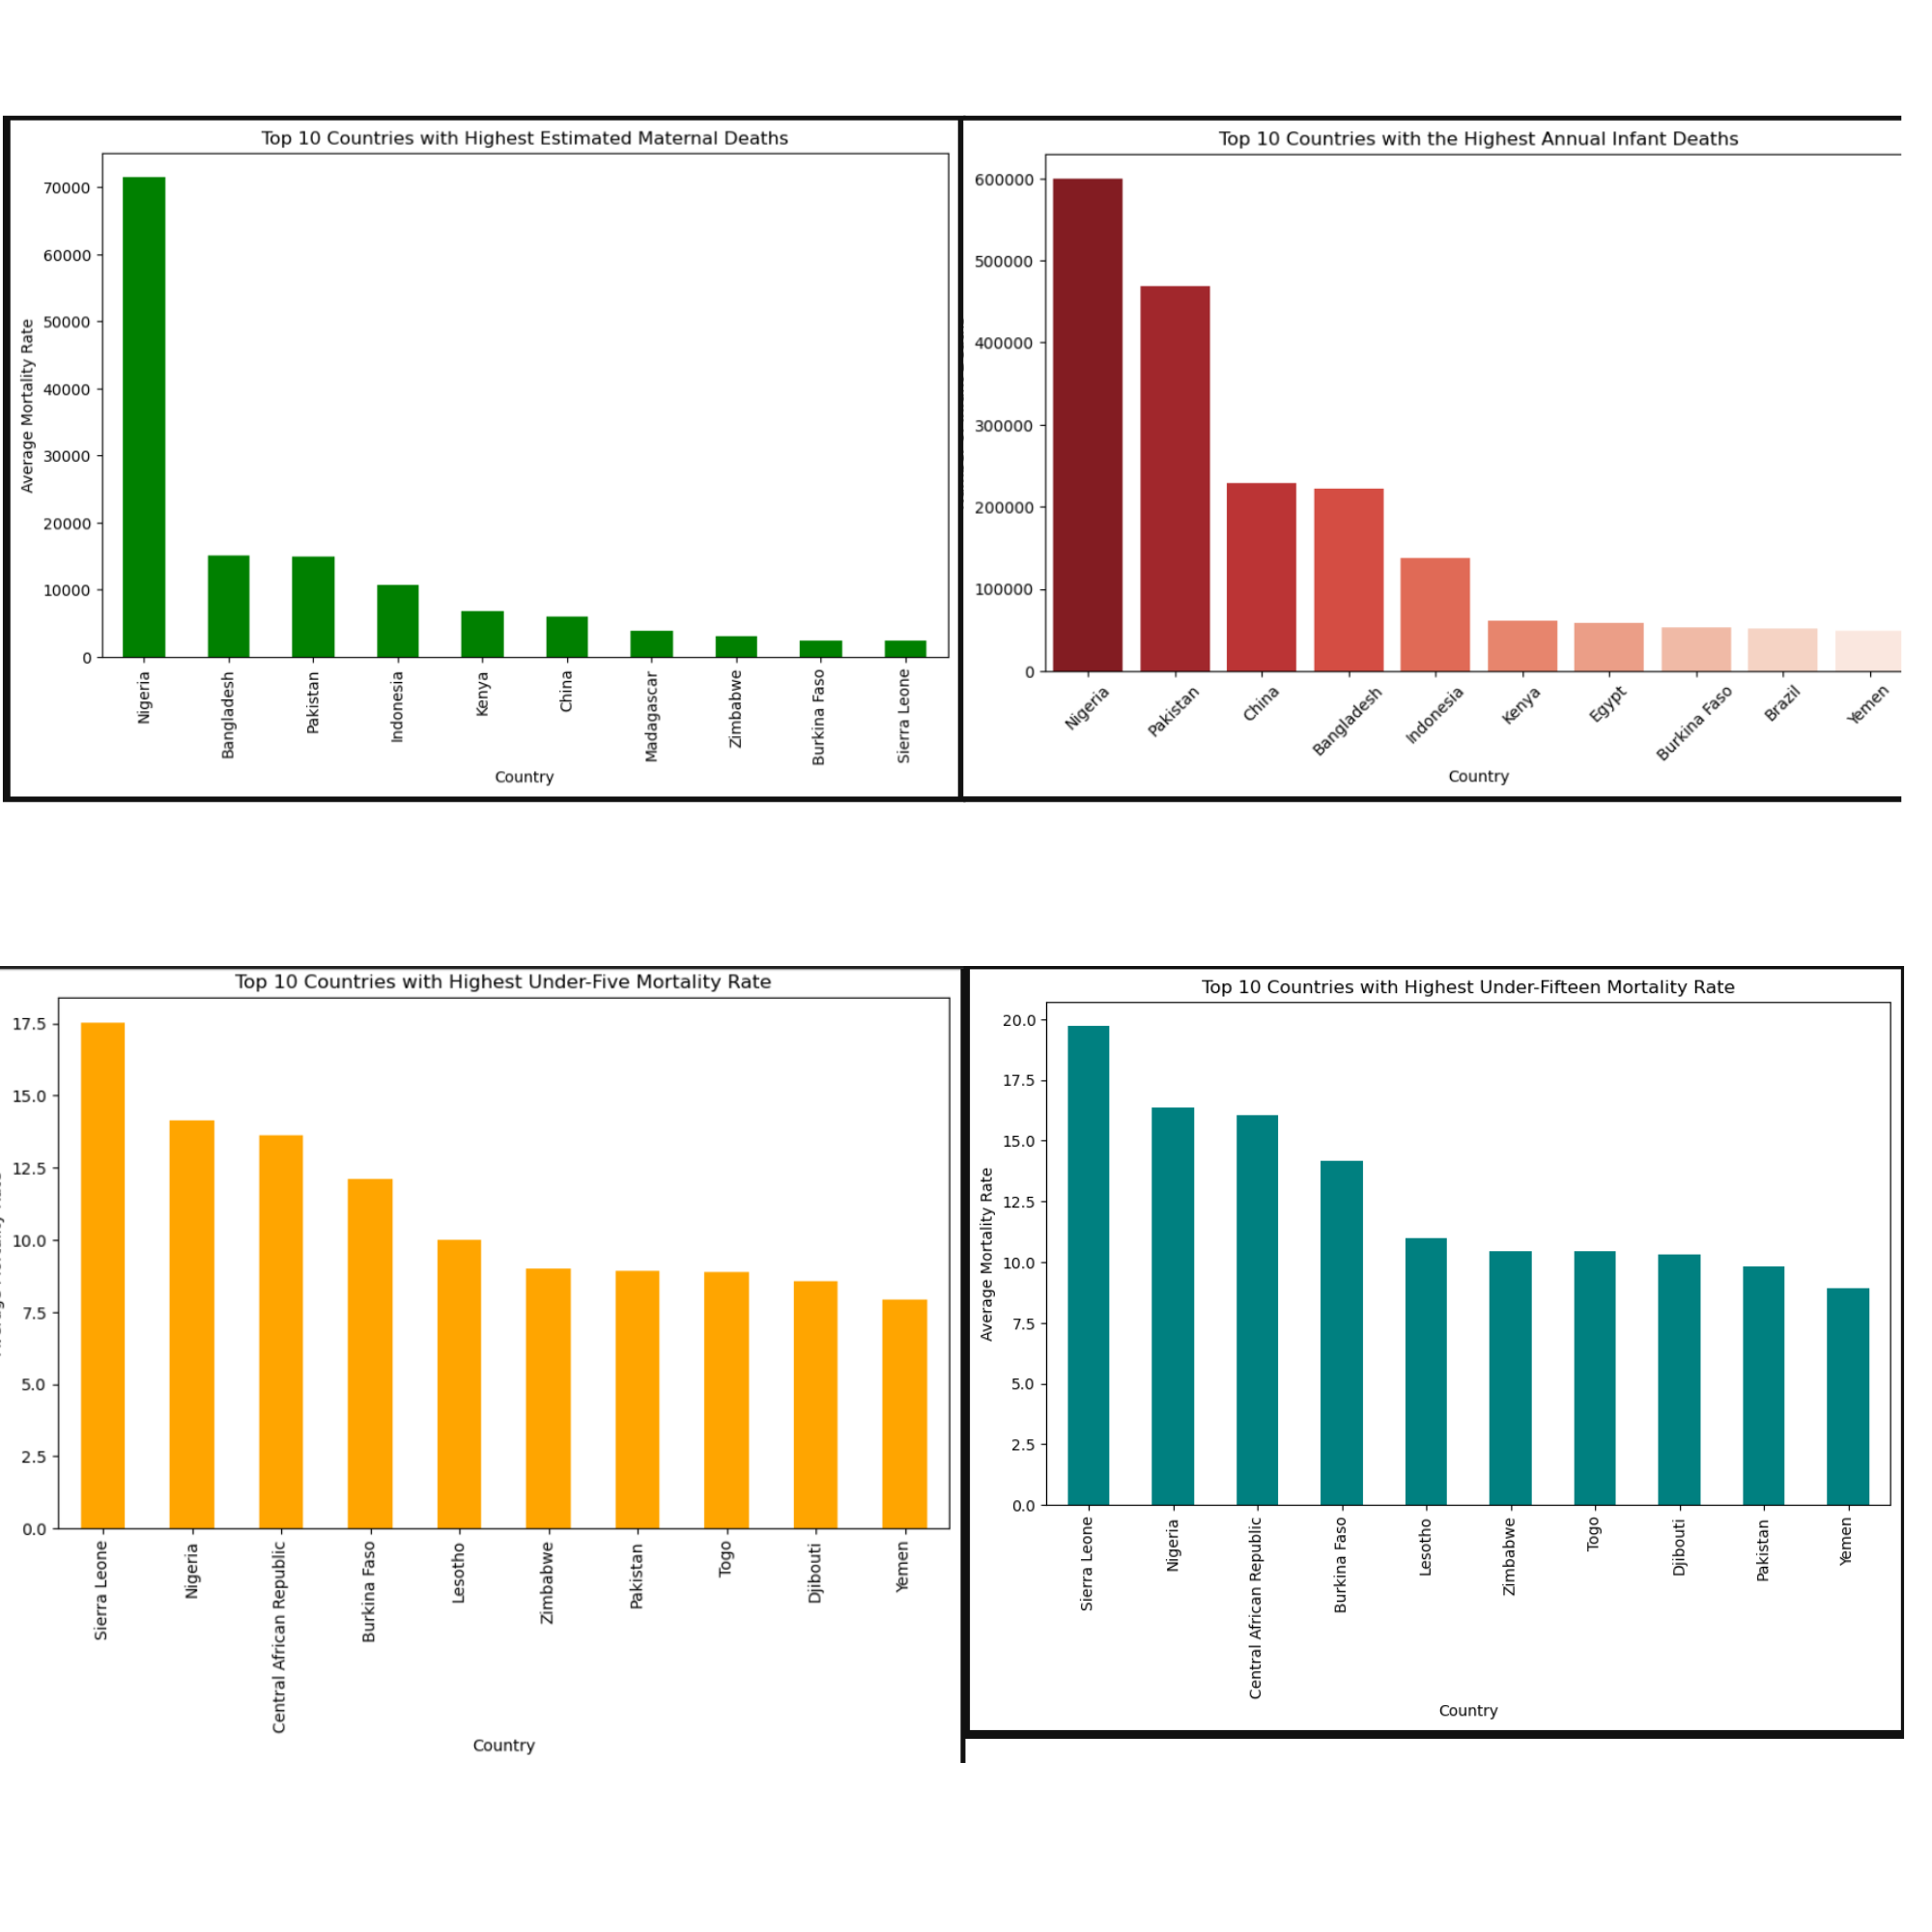 Top 10 Countries with Highest Estimated Maternal Deaths
Average Mortality Rate
70000
60000
50000
40000
30000
20000
10000
0
Nigeria
Bangladesh
Pakistan
Indonesia
Kenya
China
Madagascar
Zimbabwe
Burkina Faso
Sierra Leone
Country
Top 10 Countries with the Highest Annual Infant Deaths
600000
500000
400000
300000
200000
100000
0
Nigeria
Pakistan
China
Bangladesh
Indonesia
Kenya
Egypt
Burkina Faso
Brazil
Yemen
Country
Top 10 Countries with Highest Under-Five Mortality Rate
17.5
15.0
12.5
10.0
7.5
5.0
2.5
0.0
Sierra Leone
Nigeria
Central African Republic
Burkina Faso
Lesotho
Zimbabwe
Pakistan
Togo
Djibouti
Yemen
Country
Top 10 Countries with Highest Under-Fifteen Mortality Rate
Average Mortality Rate
20.0
17.5
15.0
12.5
10.0
7.5
5.0
2.5
0.0
Sierra Leone
Nigeria
Central African Republic
Burkina Faso
Lesotho
Zimbabwe
Togo
Djibouti
Pakistan
Yemen
Country